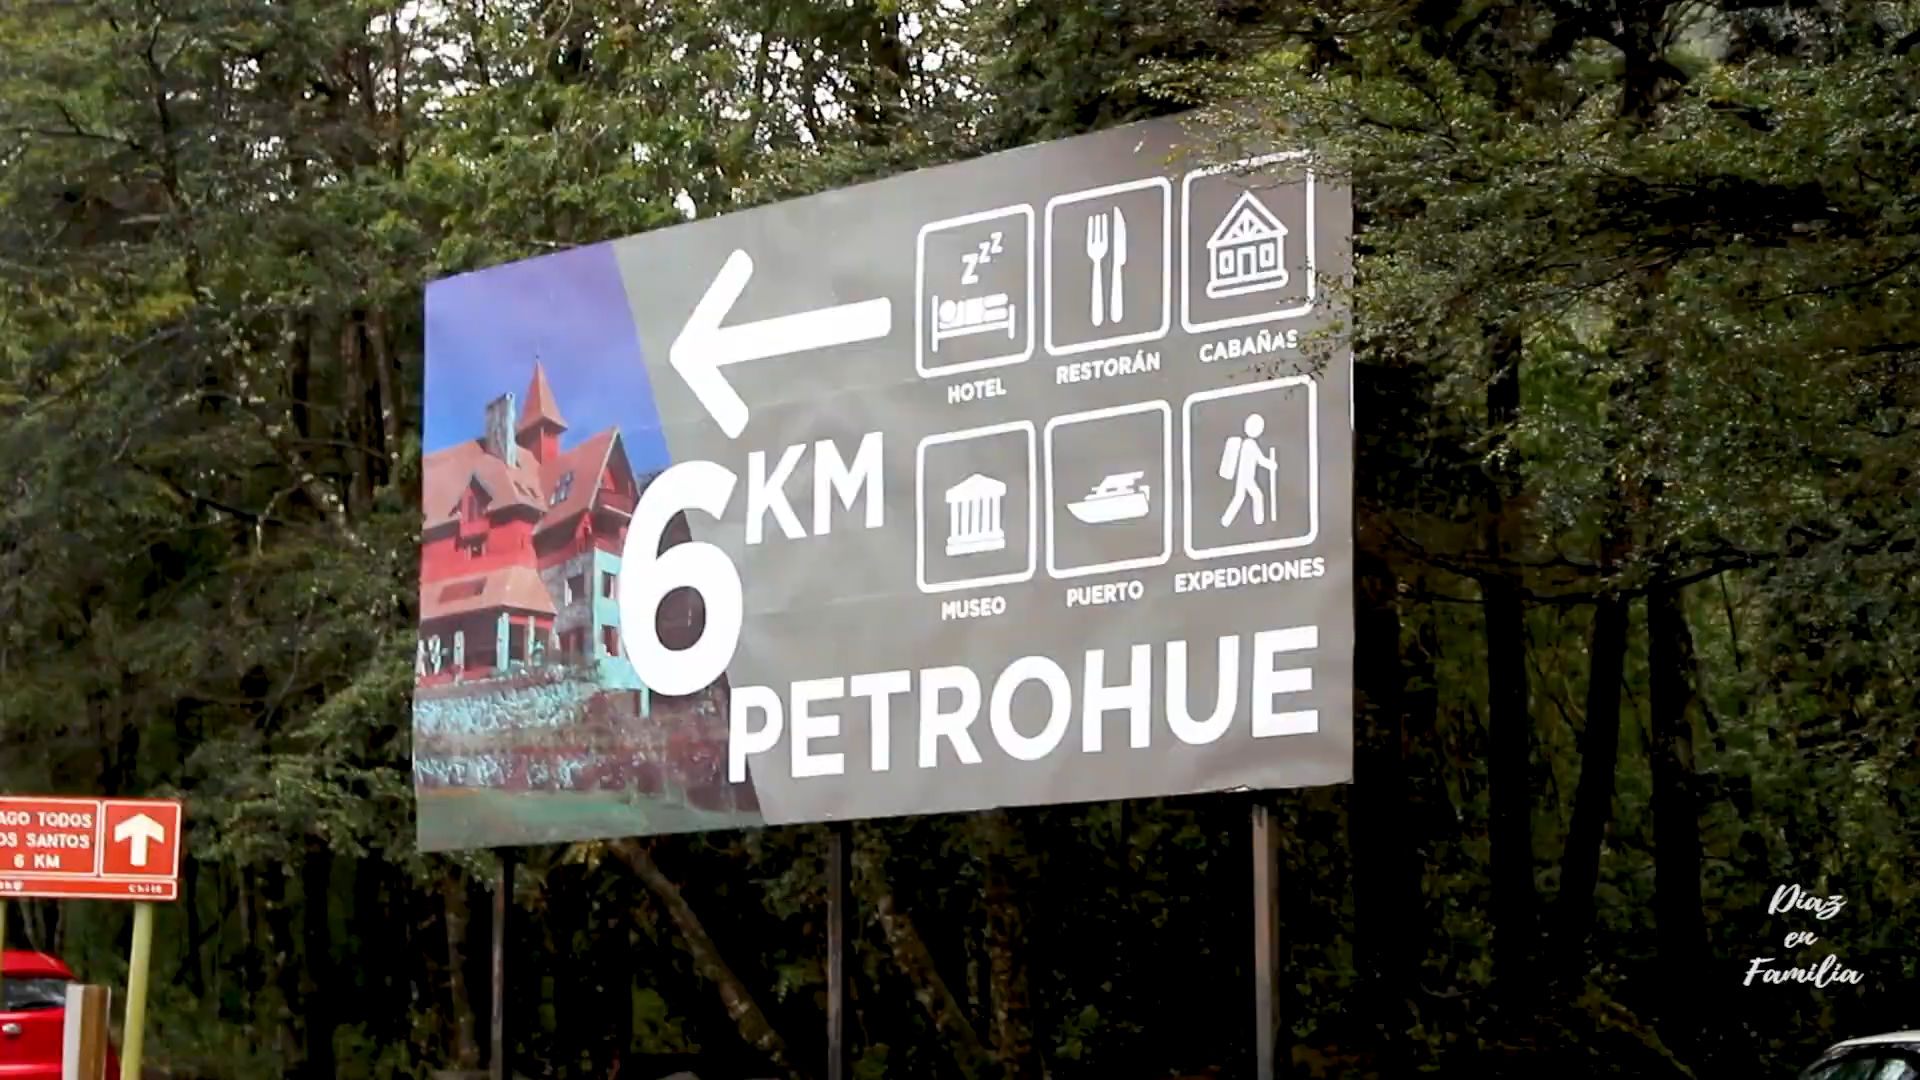 zzz
HOTEL
RESTORÁN
CABAÑAS
6 KM
MUSEO
PUERTO
EXPEDICIONES
PETROHUE
AGO TODOS
OS SANTOS
6 KM
Chile
Diaz
en
Familia